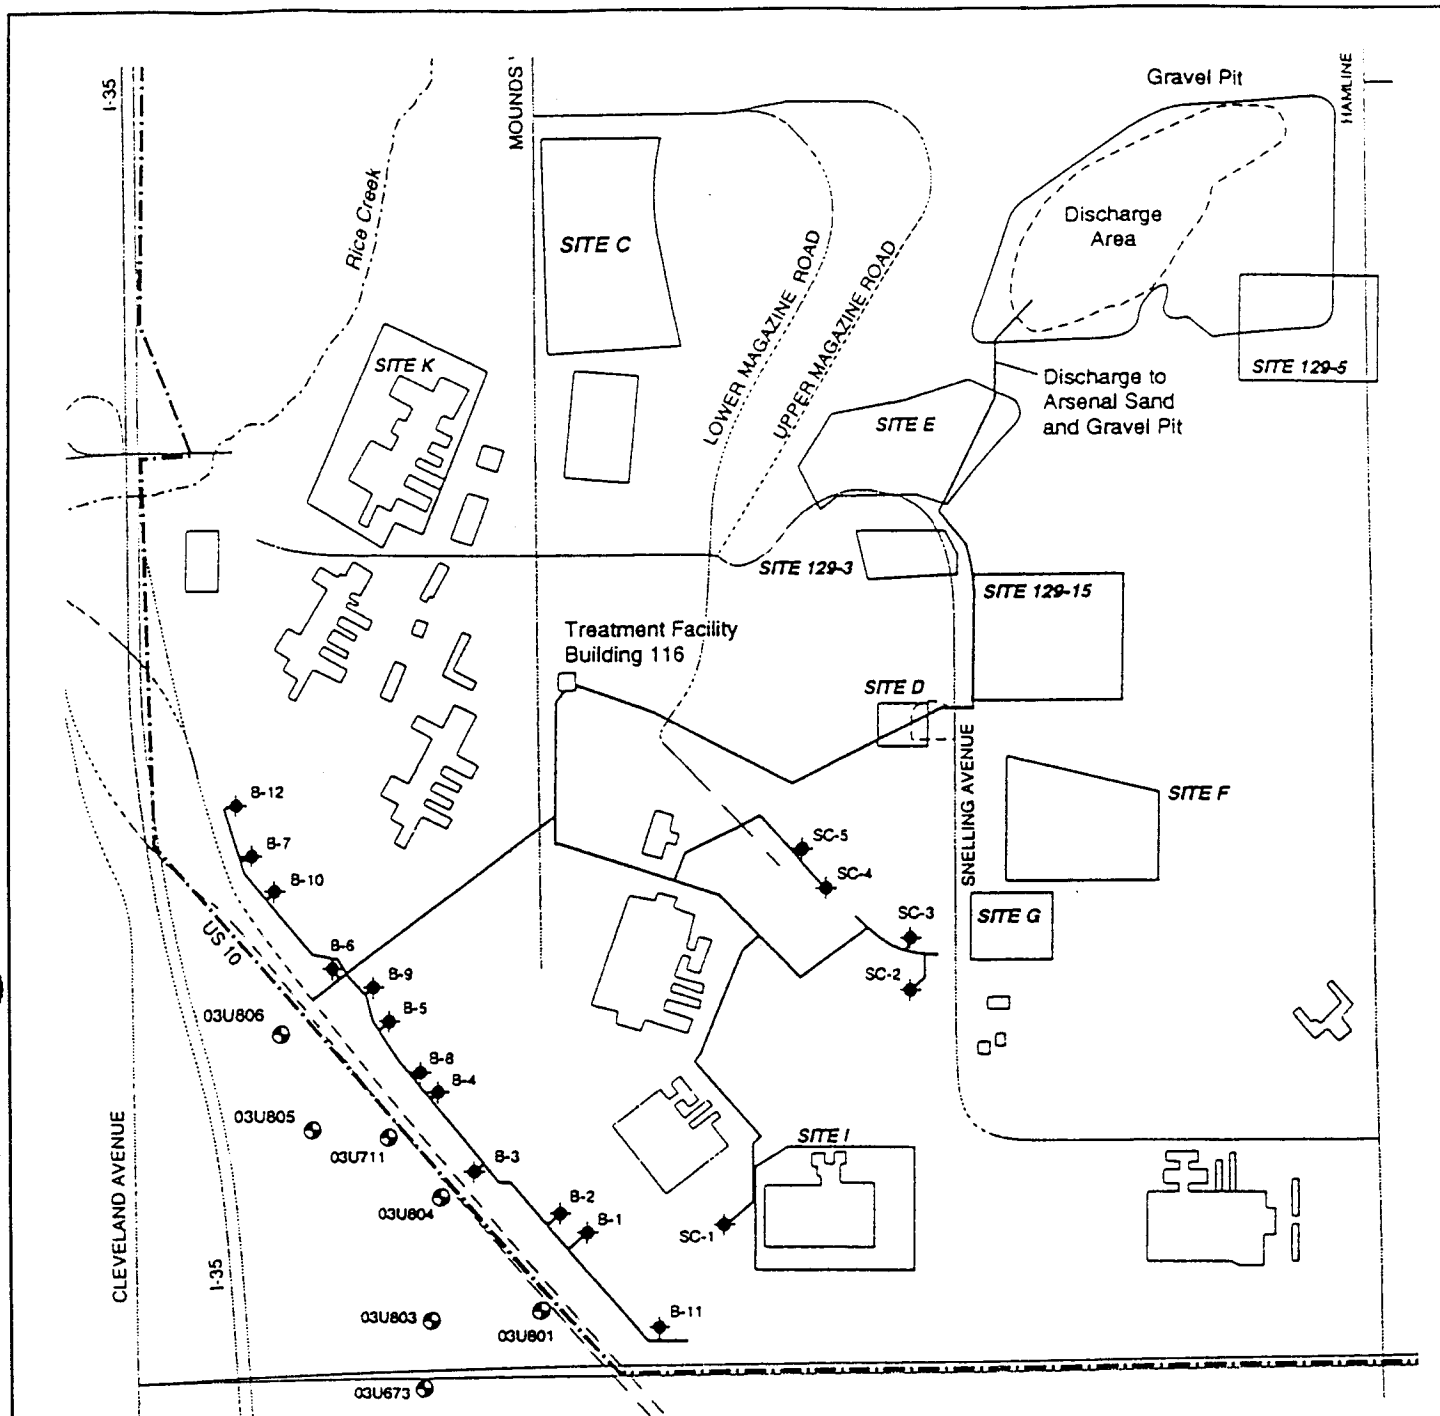 I-35
MOUNDS
HAMLINE
Gravel Pit
Rice Creek
Discharge
Area
SITE C
LOWER MAGAZINE ROAD
UPPER MAGAZINE ROAD
SITE K
SITE 129-5
Discharge to
Arsenal Sand
and Gravel Pit
SITE E
SITE 129-3
SITE 129-15
Treatment Facility
Building 116
SITE D
SNELLING AVENUE
SITE F
B-12
B-7
B-10
SC-5
SC-4
SC-3
SITE G
SC-2
US 10
B-6
B-9
B-5
03U806
B-8
B-4
03U805
03U711
B-3
SITE I
CLEVELAND AVENUE
03U804
B-2
B-1
SC-1
I-35
03U803
03U801
B-11
03U673